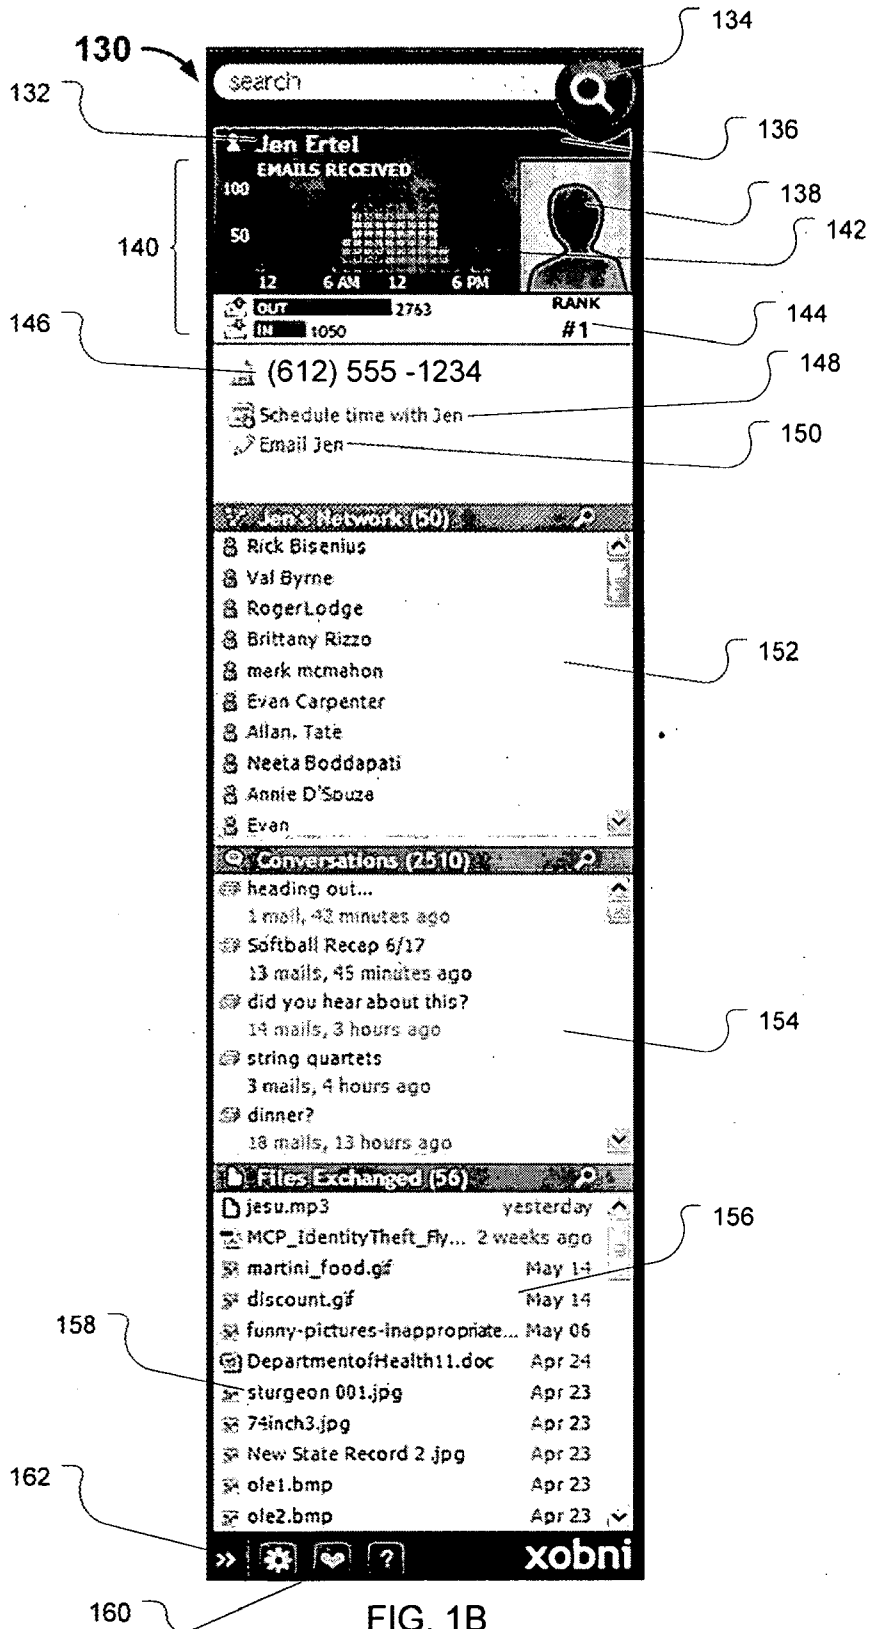 134
130
search
132
136
Jen Ertel
EMAILS RECEIVED
100
138
50
140
142
12 6 AM 12 6 PM
OUT 2763 RANK
144
146
IN 1050 #1
(612) 555 -1234
148
Schedule time with Jen
150
Email Jen
Jen's Network (50)
Rick Bisenius
Val Byrne
RogerLodge
Brittany Rizzo
152
mark mcmahon
Evan Carpenter
Allan. Tate
Neeta Boddapati
Annie D'Souza
Evan
Conversations (2510)
heading out...
1 mail, 42 minutes ago
Softball Recap 6/17
13 mails, 45 minutes ago
did you hear about this?
154
14 mails, 3 hours ago
string quartets
3 mails, 4 hours ago
dinner?
18 mails, 13 hours ago
Files Exchanged (56)
jesu.mp3 yesterday
156
MCP_IdentityTheft_Fly... 2 weeks ago
martini_food.gif May 14
discount.gif May 14
158
funny-pictures-inappropriate... May 06
DepartmentofHealth11.doc Apr 24
sturgeon 001.jpg Apr 23
74inch3.jpg Apr 23
New State Record 2 .jpg Apr 23
162
ole1.bmp Apr 23
ole2.bmp Apr 23
» ? xobni
160
FIG. 1B